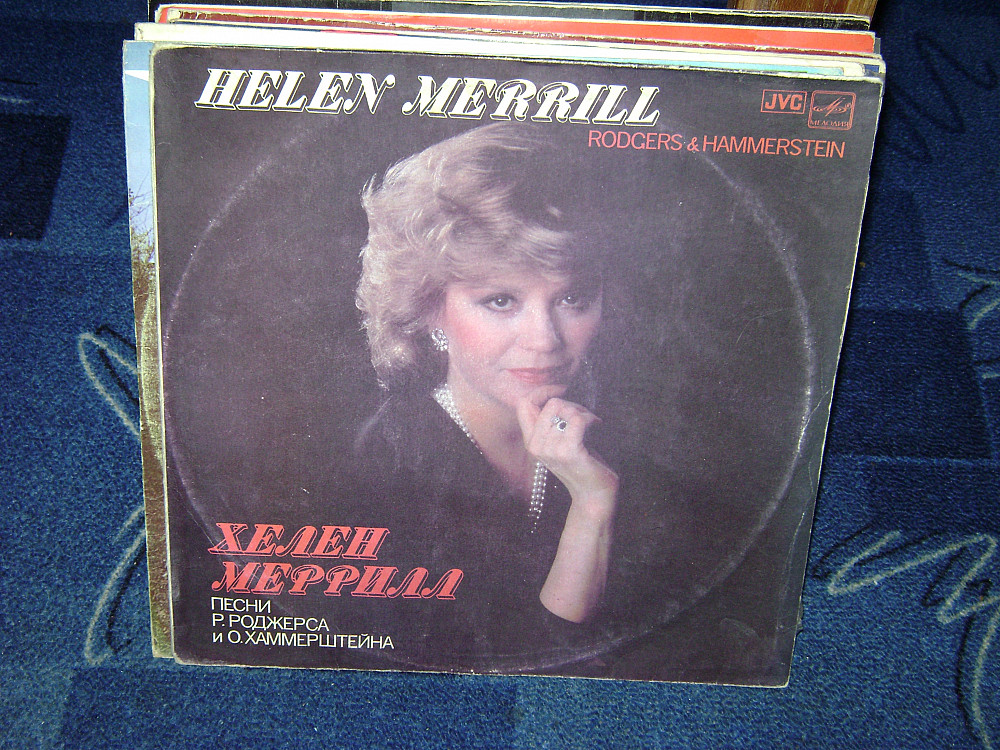 HELEN MERRILL
JVC
МЕЛОДИЯ
RODGERS & HAMMERSTEIN
ХЕЛЕН
МЕРРИЛЛ
ПЕСНИ
Р. РОДЖЕРСА
и О. ХАММЕРШТЕЙНА